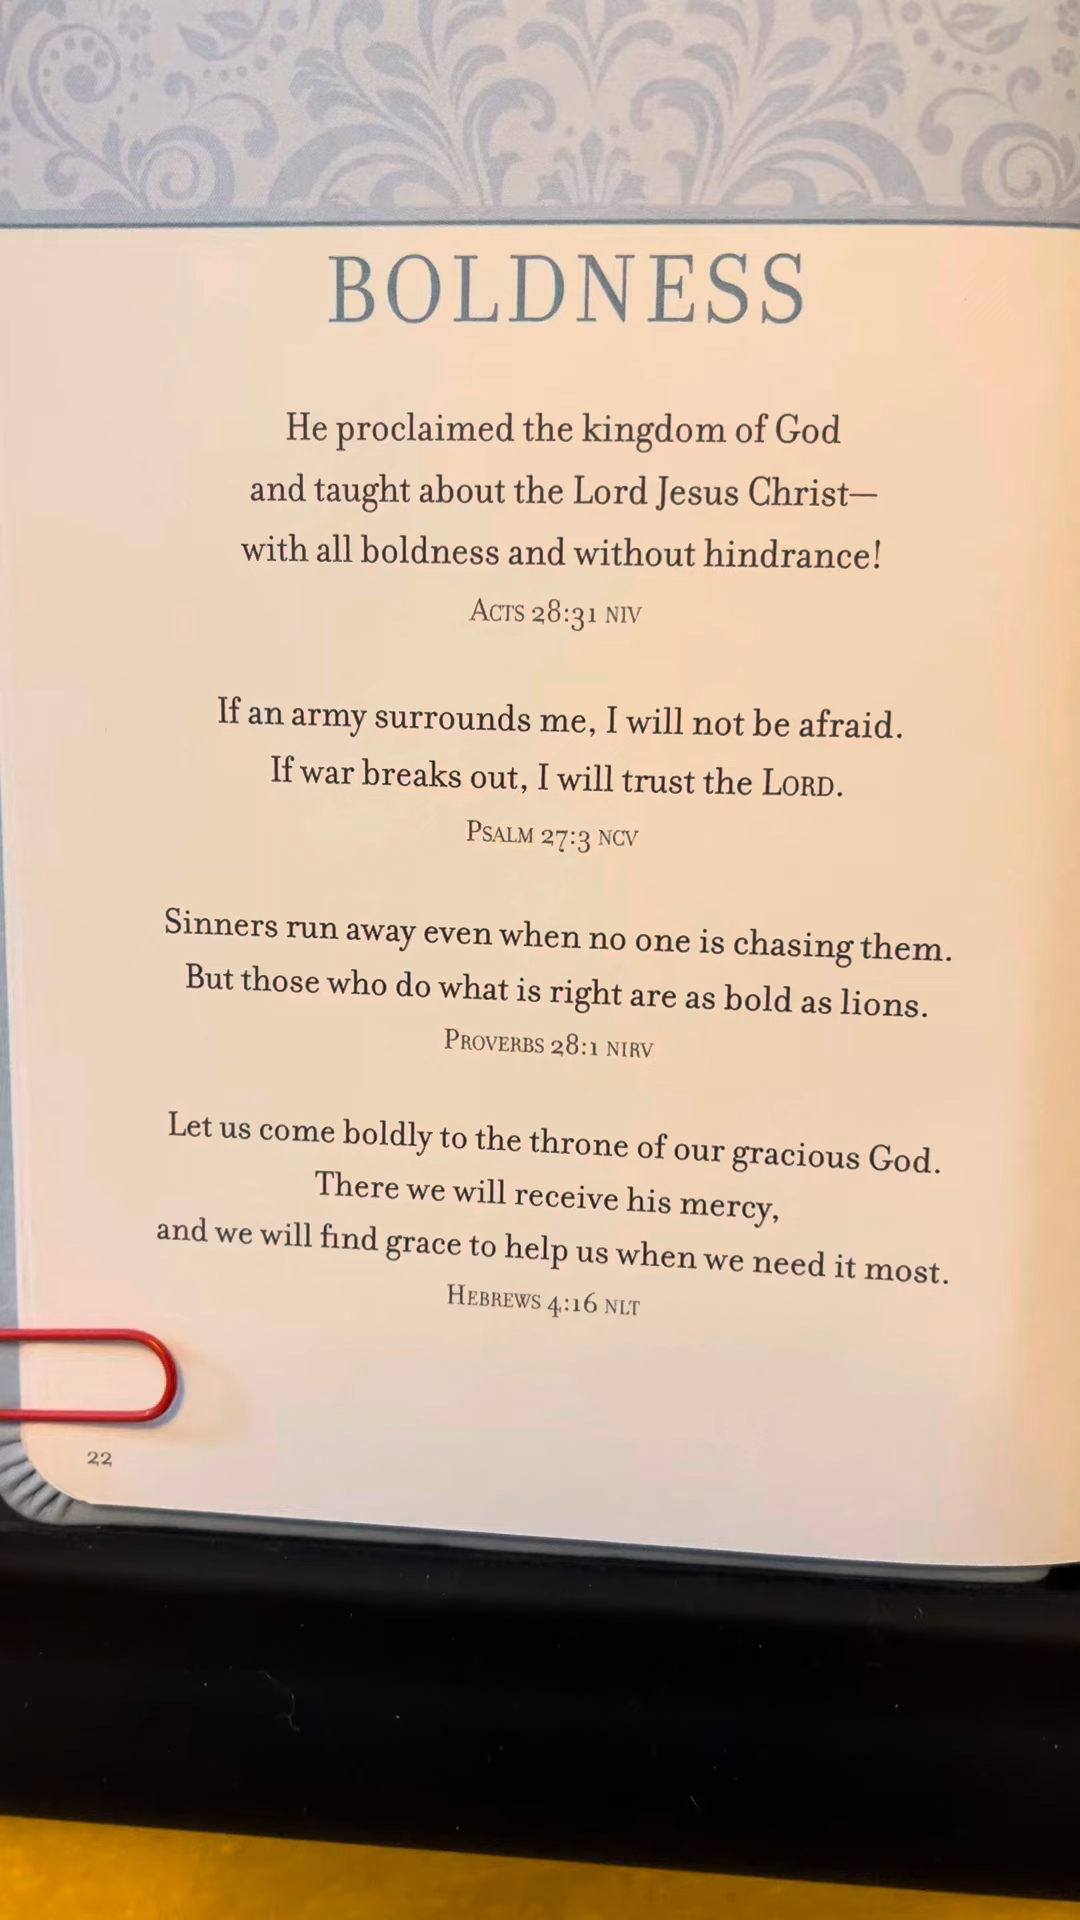 BOLDNESS
He proclaimed the kingdom of God
and taught about the Lord Jesus Christ—
with all boldness and without hindrance!
ACTS 28:31 NIV
If an army surrounds me, I will not be afraid.
If war breaks out, I will trust the LORD.
PSALM 27:3 NCV
Sinners run away even when no one is chasing them.
But those who do what is right are as bold as lions.
PROVERBS 28:1 NIRV
Let us come boldly to the throne of our gracious God.
There we will receive his mercy,
and we will find grace to help us when we need it most.
HEBREWS 4:16 NLT
22